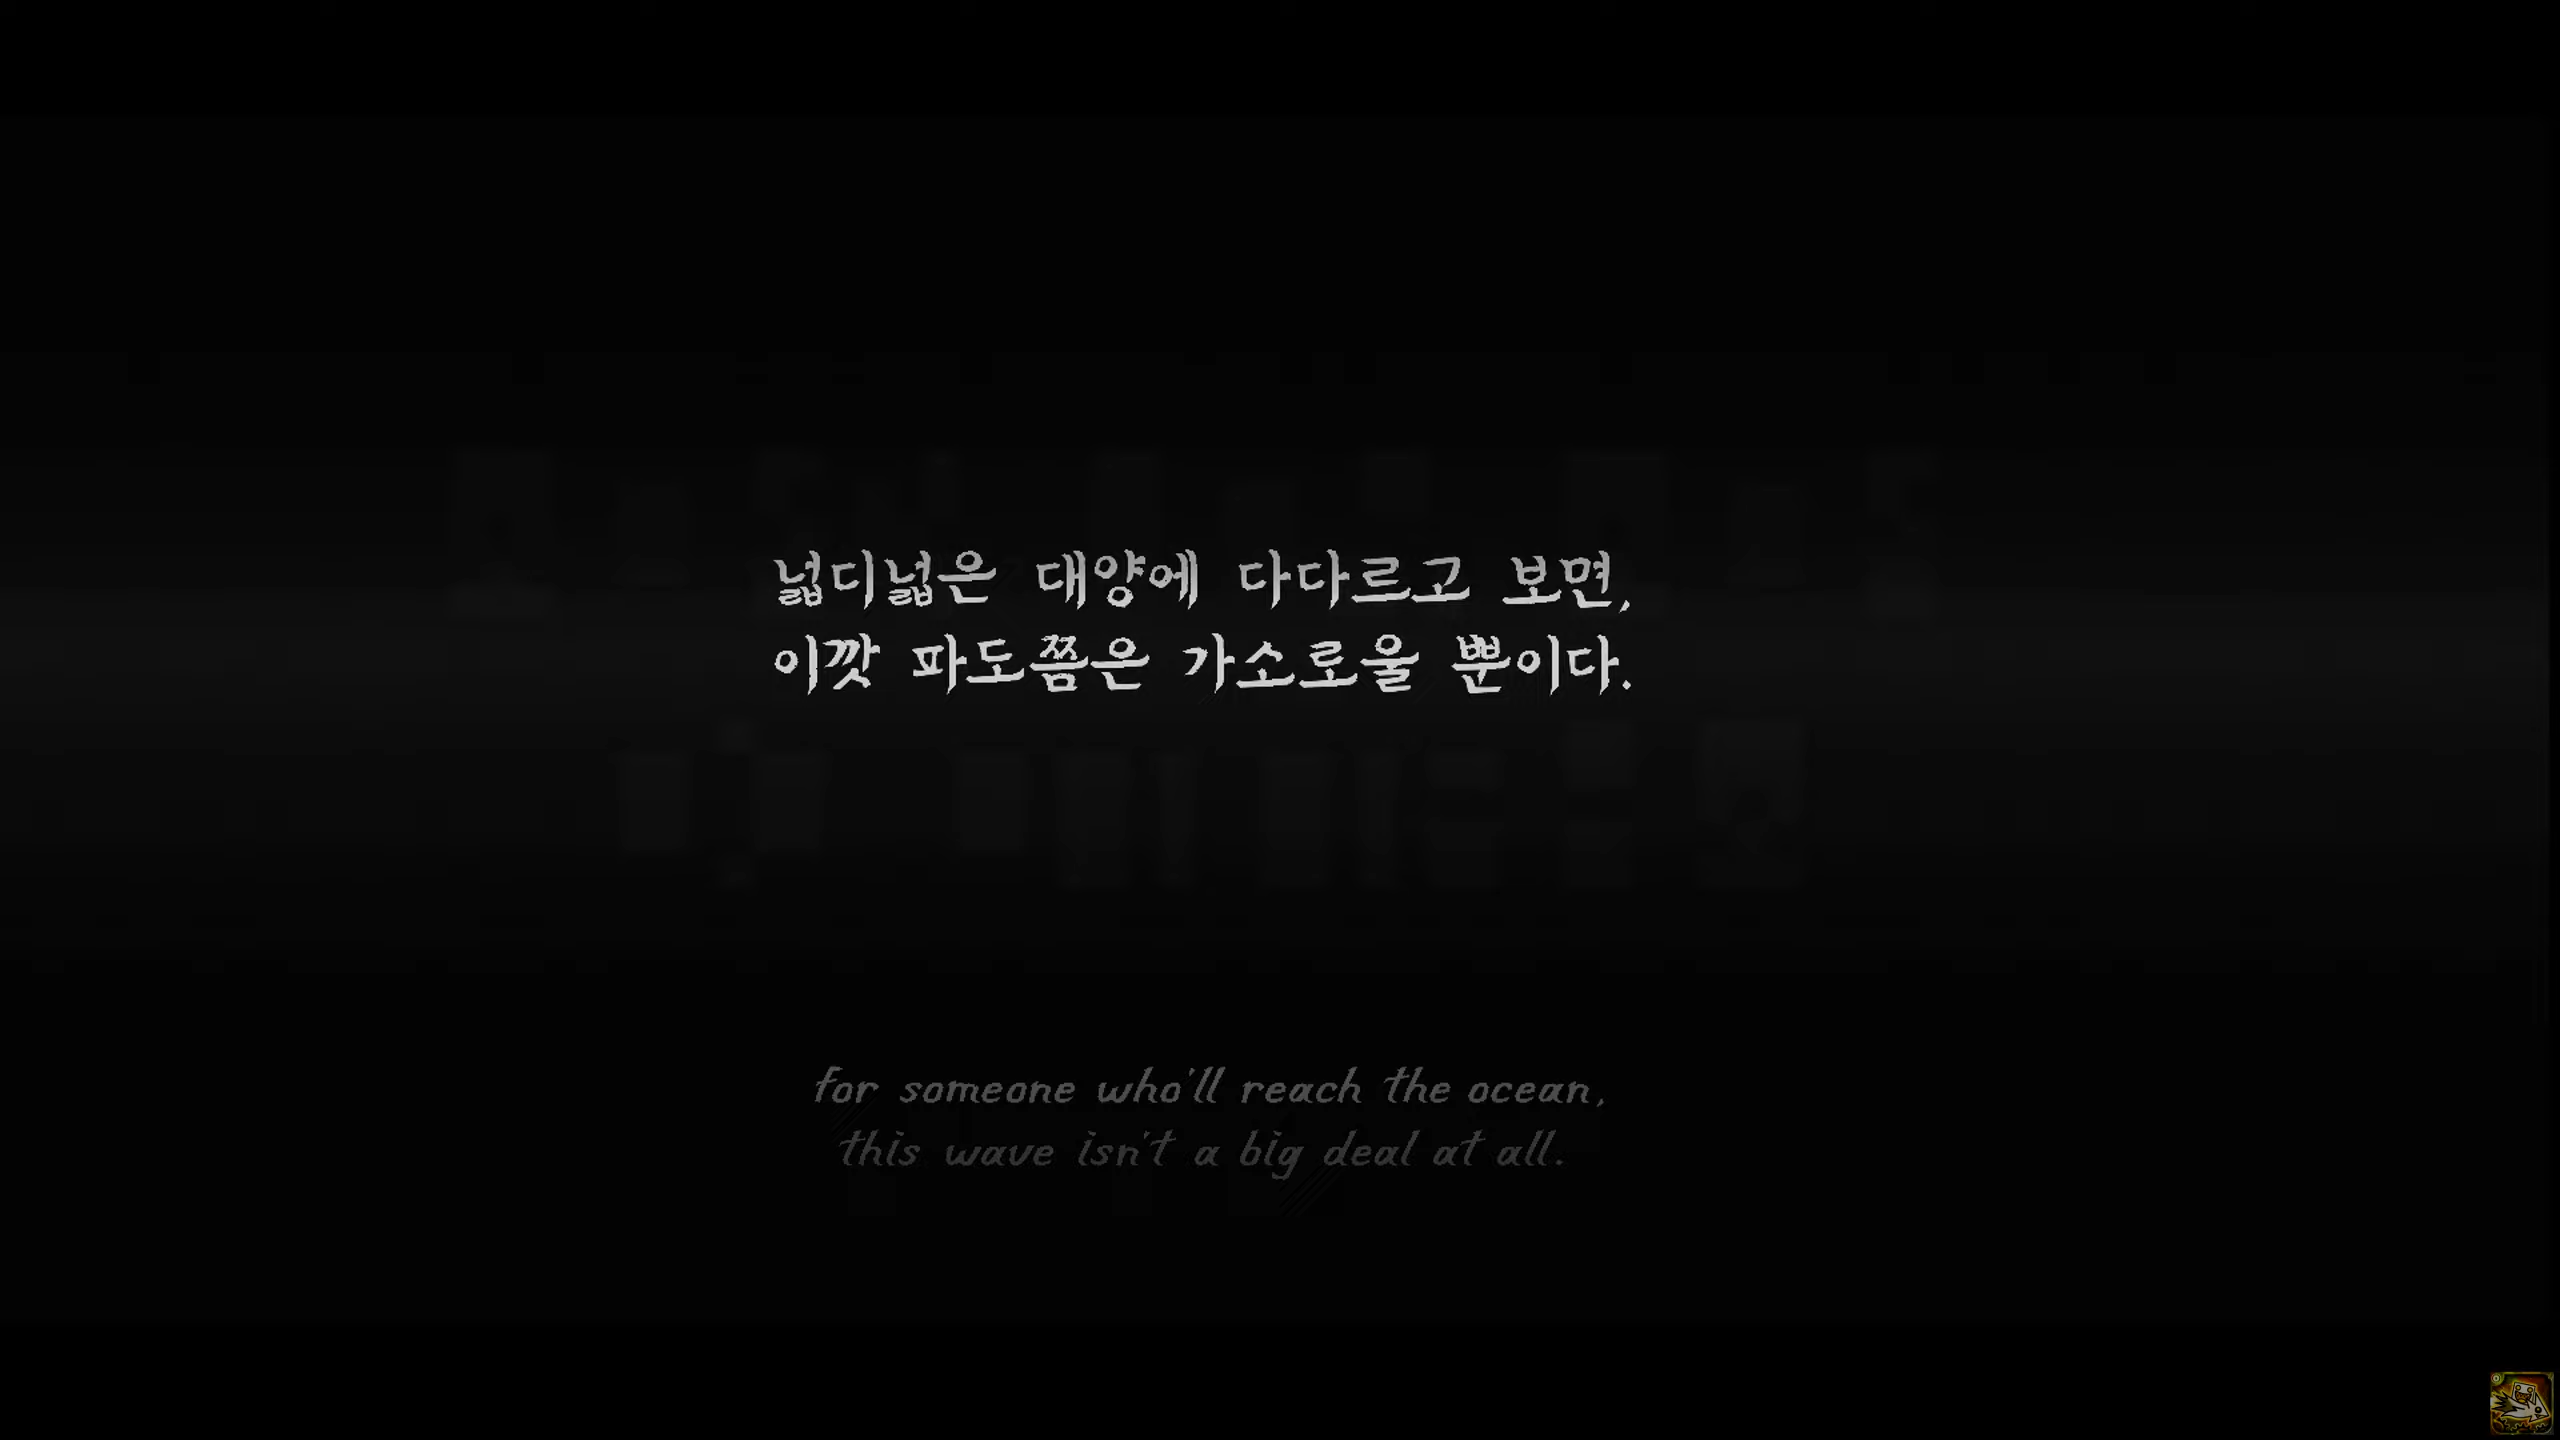 넓디넓은 대양에 다다르고 보면,
이깟 파도쯤은 가소로울 뿐이다.
for someone who'll reach the ocean,
this wave isn't a big deal at all.